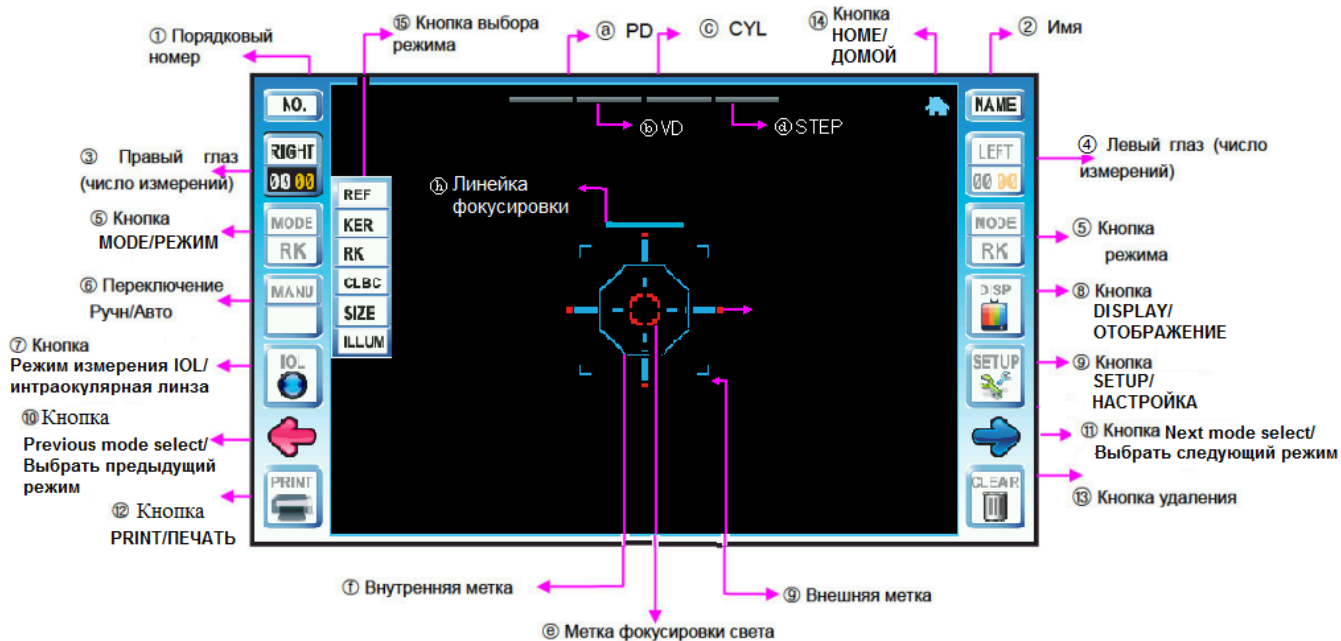 ① Порядковый
номер
⑮ Кнопка выбора
режима
ⓐ PD
ⓒ CYL
⑭ Кнопка
HOME/
ДОМОЙ
② Имя
NO.
NAME
ⓑ VD
ⓓ STEP
③ Правый глаз
(число измерений)
RIGHT
00 00
LEFT
00 00
④ Левый глаз (число
измерений)
ⓗ Линейка
фокусировки
REF
KER
RK
CLBC
SIZE
ILLUM
⑤ Кнопка
MODE/РЕЖИМ
MODE
RK
MODE
RK
⑤ Кнопка
режима
⑥ Переключение
Ручн/Авто
MANU
DISP
⑧ Кнопка
DISPLAY/
ОТОБРАЖЕНИЕ
⑦ Кнопка
Режим измерения IOL/
интраокулярная линза
IOL
SETUP
⑨ Кнопка
SETUP/
НАСТРОЙКА
⑩ Кнопка
Previous mode select/
Выбрать предыдущий
режим
⑪ Кнопка Next mode select/
Выбрать следующий режим
⑫ Кнопка
PRINT/ПЕЧАТЬ
PRINT
CLEAR
⑬ Кнопка удаления
ⓕ Внутренняя метка
⑨ Внешняя метка
ⓔ Метка фокусировки света